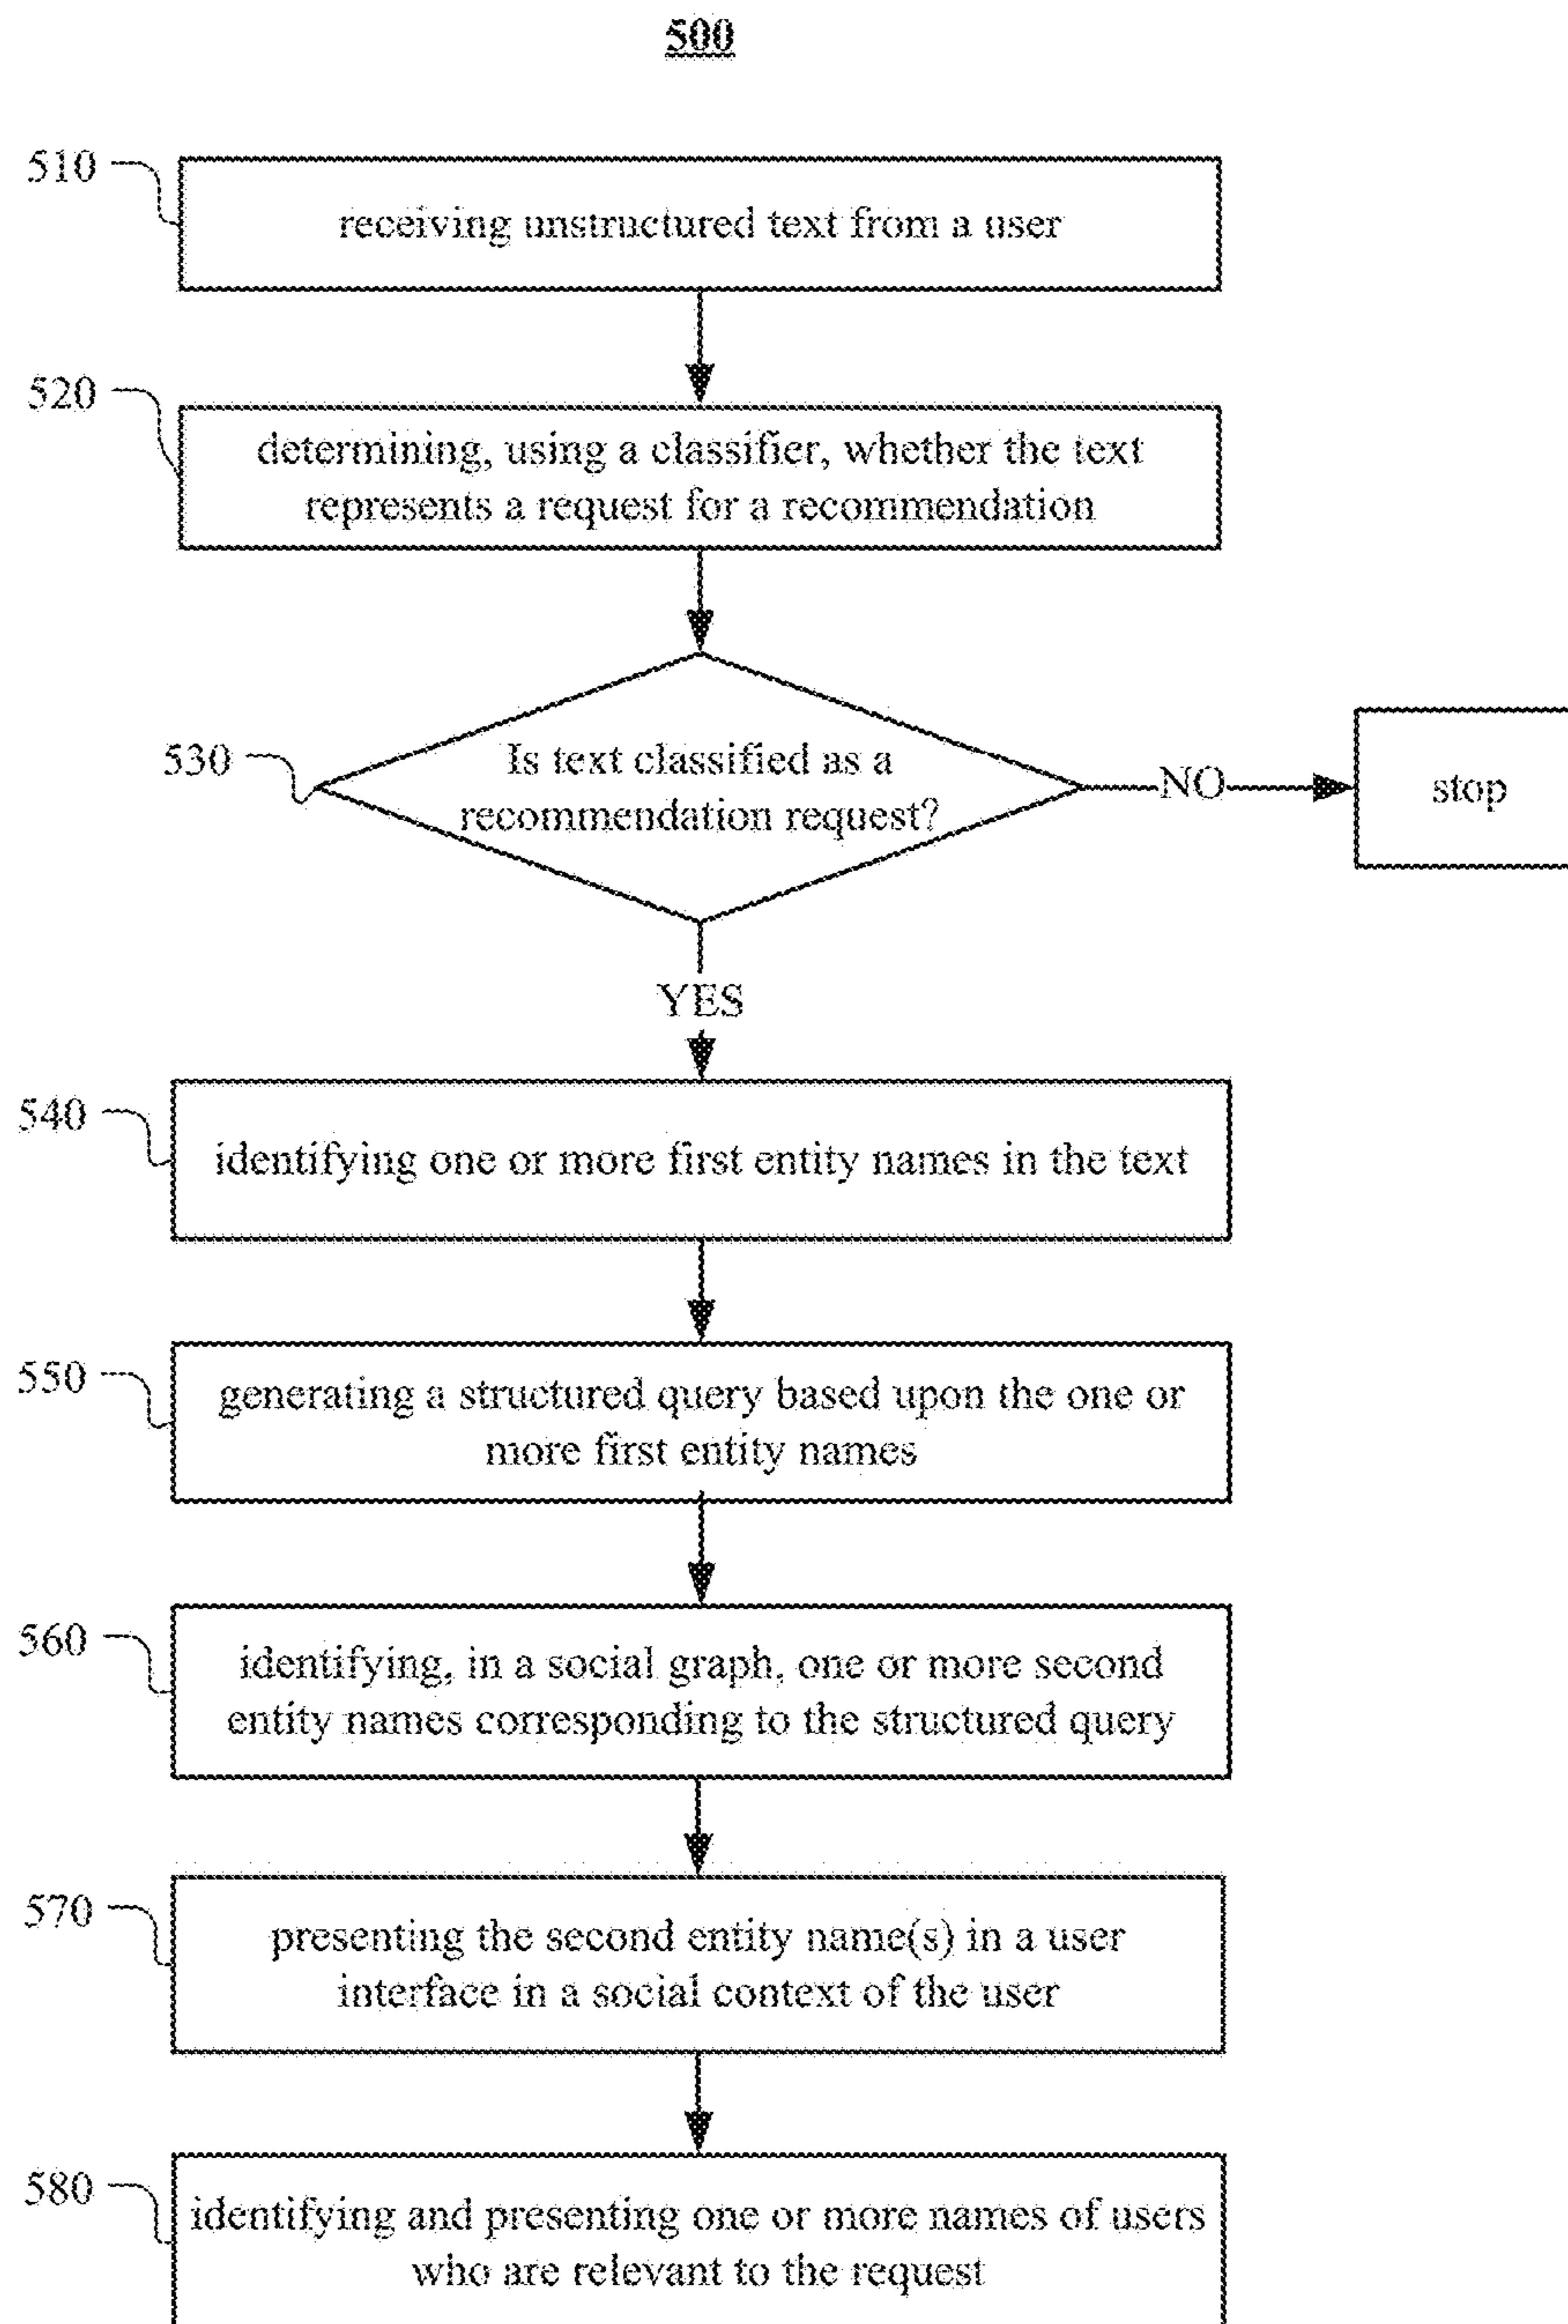 500
510
receiving unstructured text from a user
520
determining, using a classifier, whether the text
represents a request for a recommendation
530
Is text classified as a
recommendation request?
NO
stop
YES
540
identifying one or more first entity names in the text
550
generating a structured query based upon the one or
more first entity names
560
identifying, in a social graph, one or more second
entity names corresponding to the structured query
570
presenting the second entity name(s) in a user
interface in a social context of the user
580
identifying and presenting one or more names of users
who are relevant to the request